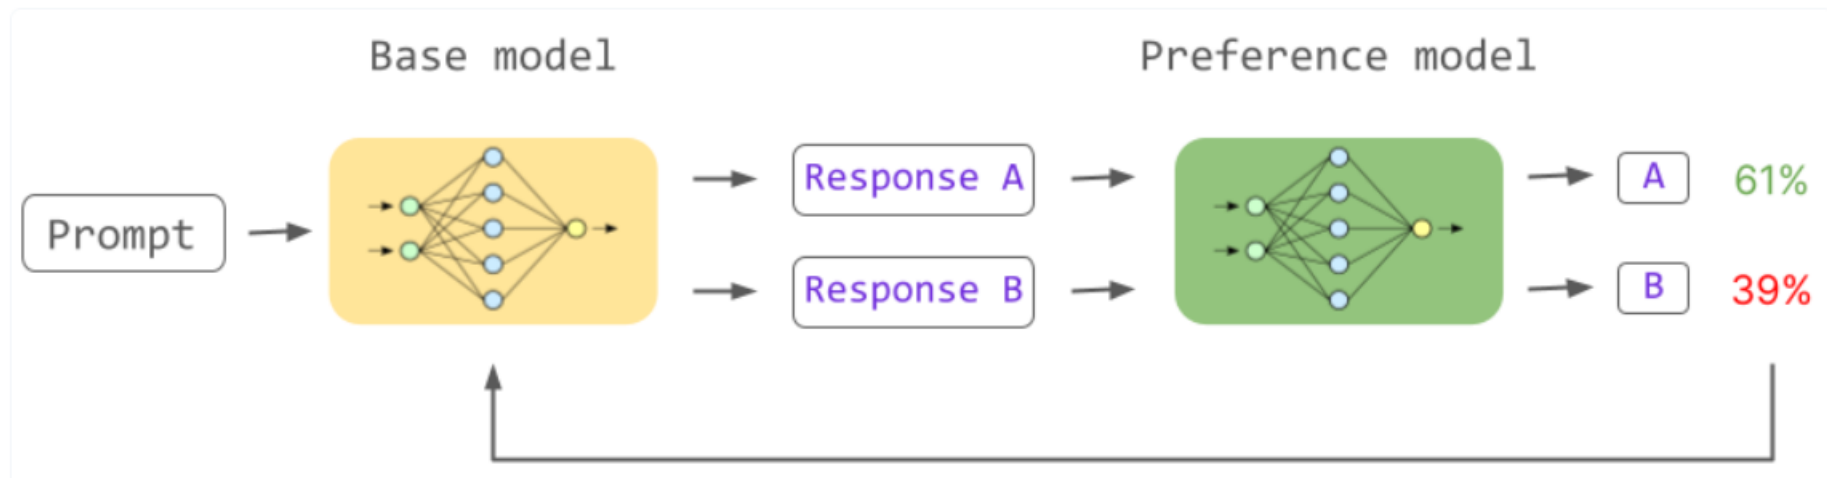 Base model
Preference model
Prompt
Response A
Response B
A 61%
B 39%